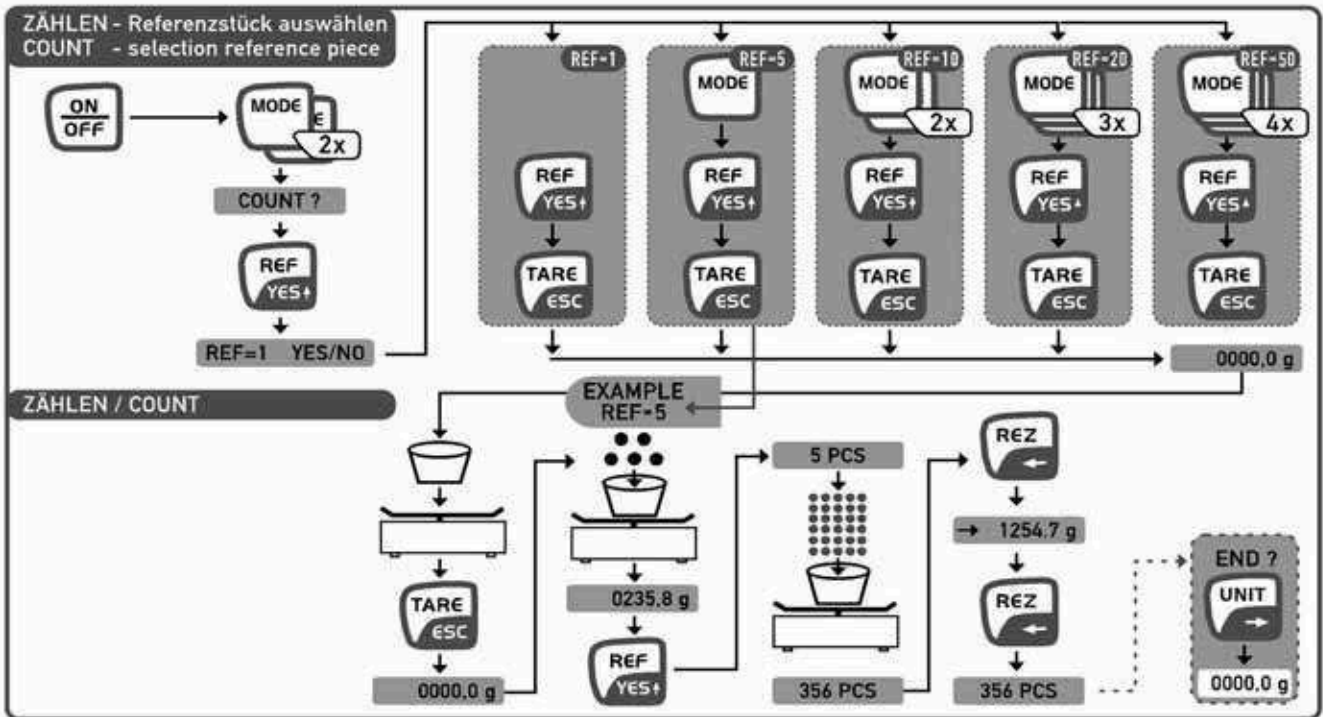 ZÄHLEN - Referenzstück auswählen
COUNT - selection reference piece
ON
OFF
MODE
E
2x
COUNT ?
REF
YES
REF=1 YES/NO
REF=1
REF
YES
TARE
ESC
REF=5
MODE
REF
YES
TARE
ESC
REF=10
MODE
2x
REF
YES
TARE
ESC
REF=20
MODE
3x
REF
YES
TARE
ESC
REF=50
MODE
4x
REF
YES
TARE
ESC
0000,0 g
ZÄHLEN / COUNT
TARE
ESC
0000,0 g
EXAMPLE
REF=5
0235,8 g
REF
YES
5 PCS
356 PCS
REZ
1254.7 g
REZ
356 PCS
END ?
UNIT
0000,0 g